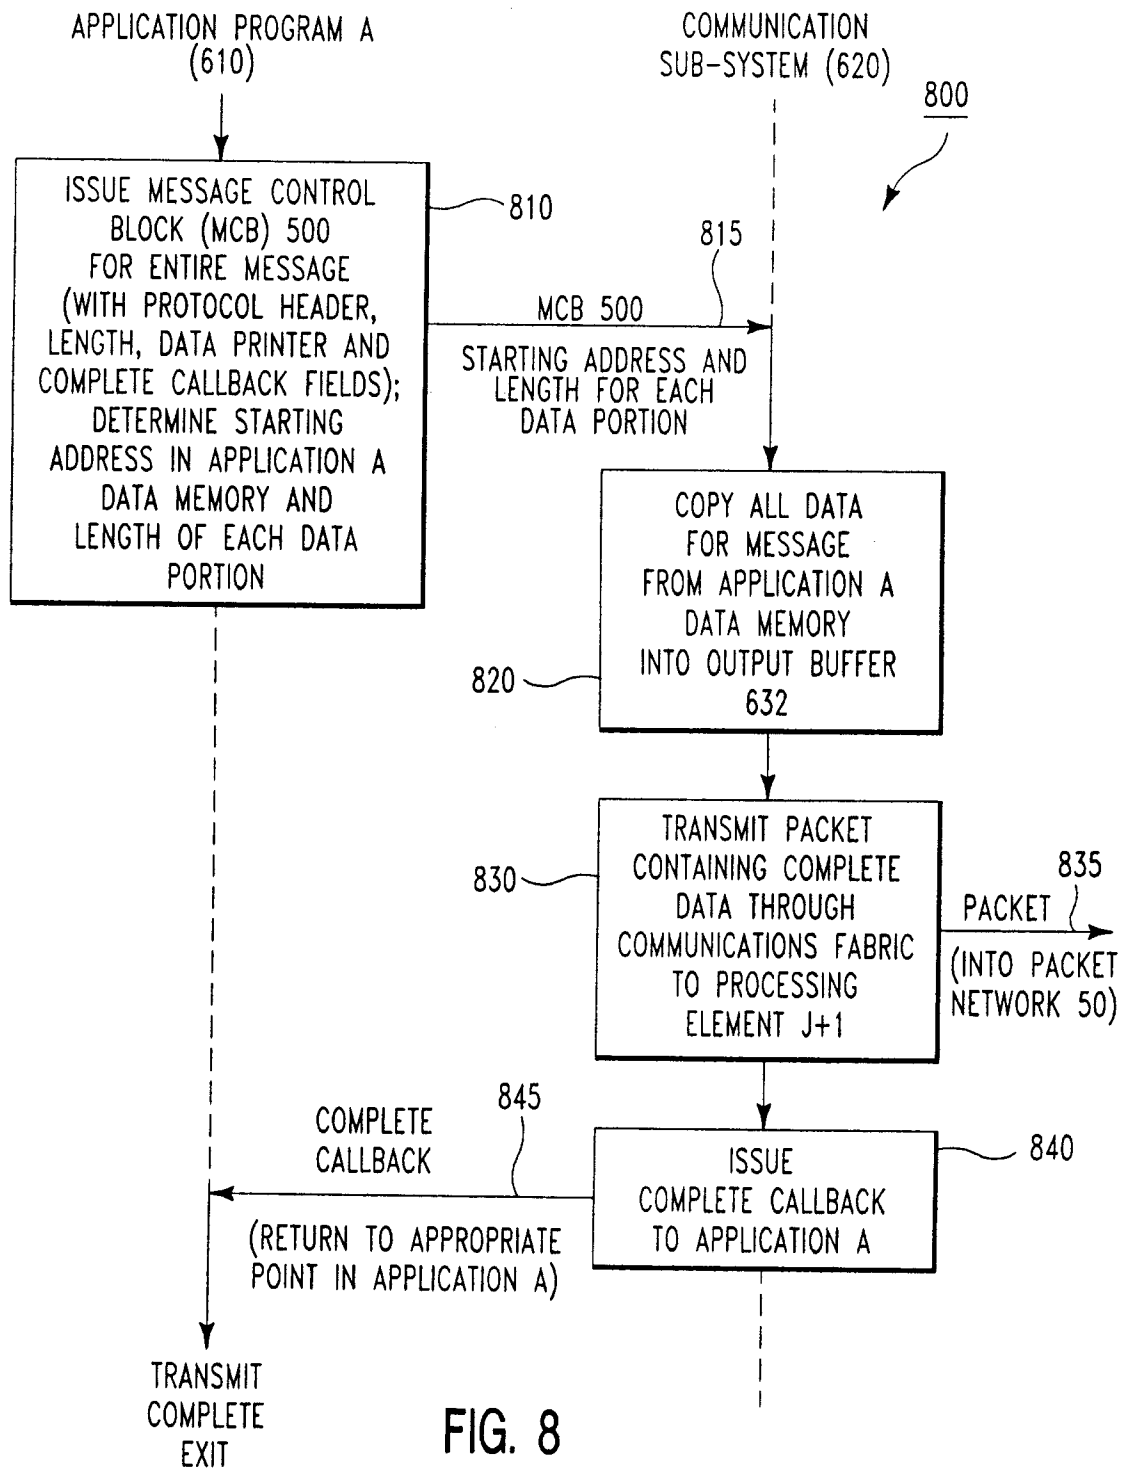 APPLICATION PROGRAM A
(610)
COMMUNICATION
SUB-SYSTEM (620)
800
ISSUE MESSAGE CONTROL
BLOCK (MCB) 500
FOR ENTIRE MESSAGE
(WITH PROTOCOL HEADER,
LENGTH, DATA PRINTER AND
COMPLETE CALLBACK FIELDS);
DETERMINE STARTING
ADDRESS IN APPLICATION A
DATA MEMORY AND
LENGTH OF EACH DATA
PORTION
810
815
MCB 500
STARTING ADDRESS AND
LENGTH FOR EACH
DATA PORTION
COPY ALL DATA
FOR MESSAGE
FROM APPLICATION A
DATA MEMORY
INTO OUTPUT BUFFER
632
820
TRANSMIT PACKET
CONTAINING COMPLETE
DATA THROUGH
COMMUNICATIONS FABRIC
TO PROCESSING
ELEMENT J+1
830
835
PACKET
(INTO PACKET
NETWORK 50)
ISSUE
COMPLETE CALLBACK
TO APPLICATION A
840
845
COMPLETE
CALLBACK
(RETURN TO APPROPRIATE
POINT IN APPLICATION A)
TRANSMIT
COMPLETE
EXIT
FIG. 8